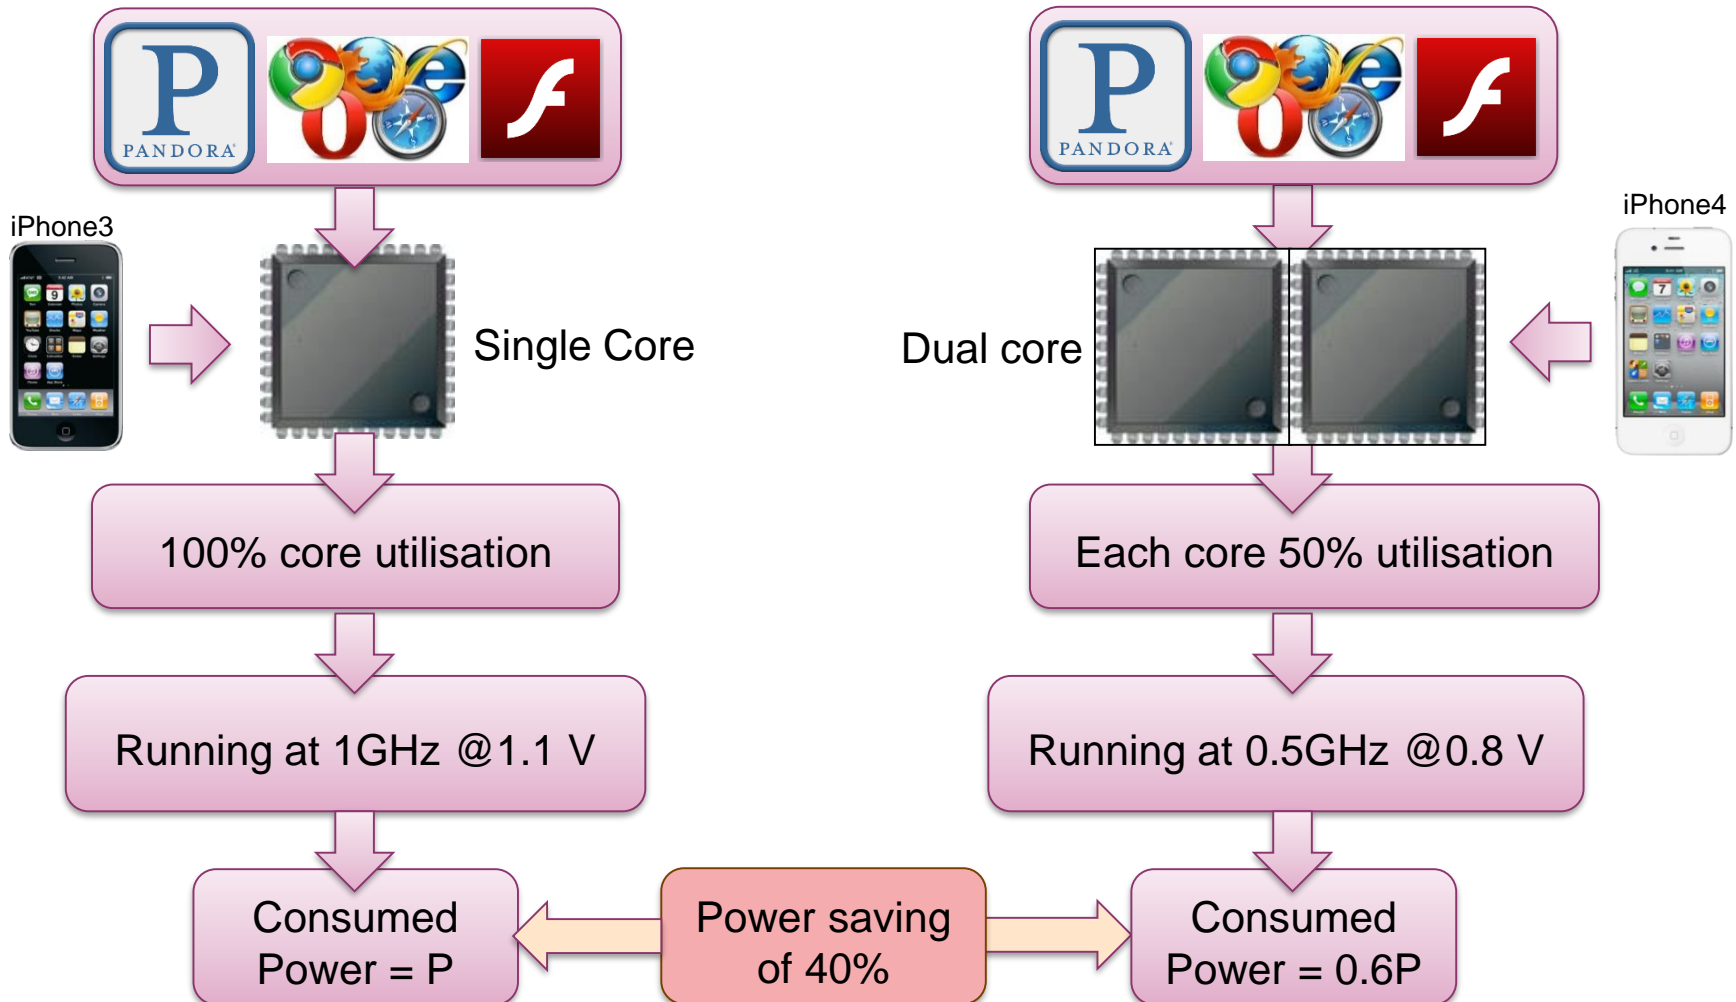 PANDORA
PANDORA
iPhone3
iPhone4
Single Core
Dual core
100% core utilisation
Each core 50% utilisation
Running at 1GHz @1.1 V
Running at 0.5GHz @0.8 V
Consumed
Power = P
Power saving
of 40%
Consumed
Power = 0.6P